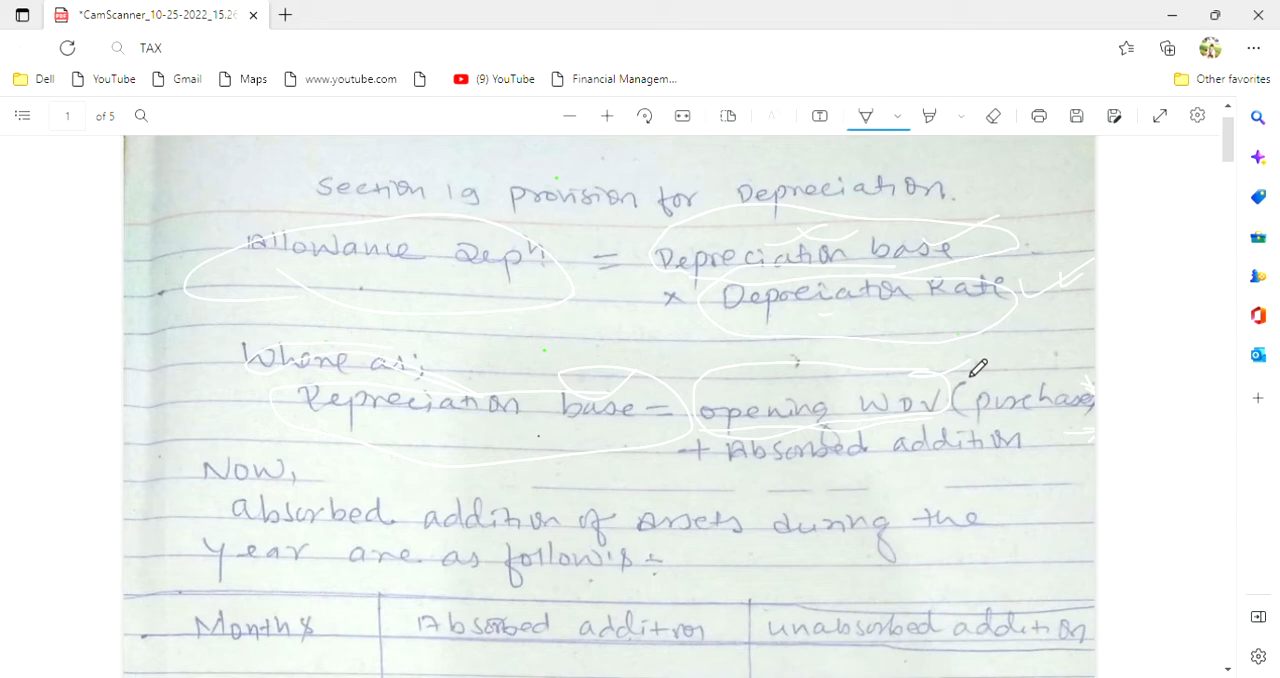 *CamScanner_10-25-2022_15.26
TAX
Dell YouTube Gmail Maps www.youtube.com (9) YouTube Financial Managem... Other favorites
1 of 5
Section 19 provision for Depreciation.
Allowance Depn = Depreciation base
x Depreciation Rate
Where as;
Depreciation base = opening WDV (purchase)
+ Absorbed addition
Now,
absorbed addition of Assets during the
year are as follow's :-
Months Absorbed addition unabsorbed addition